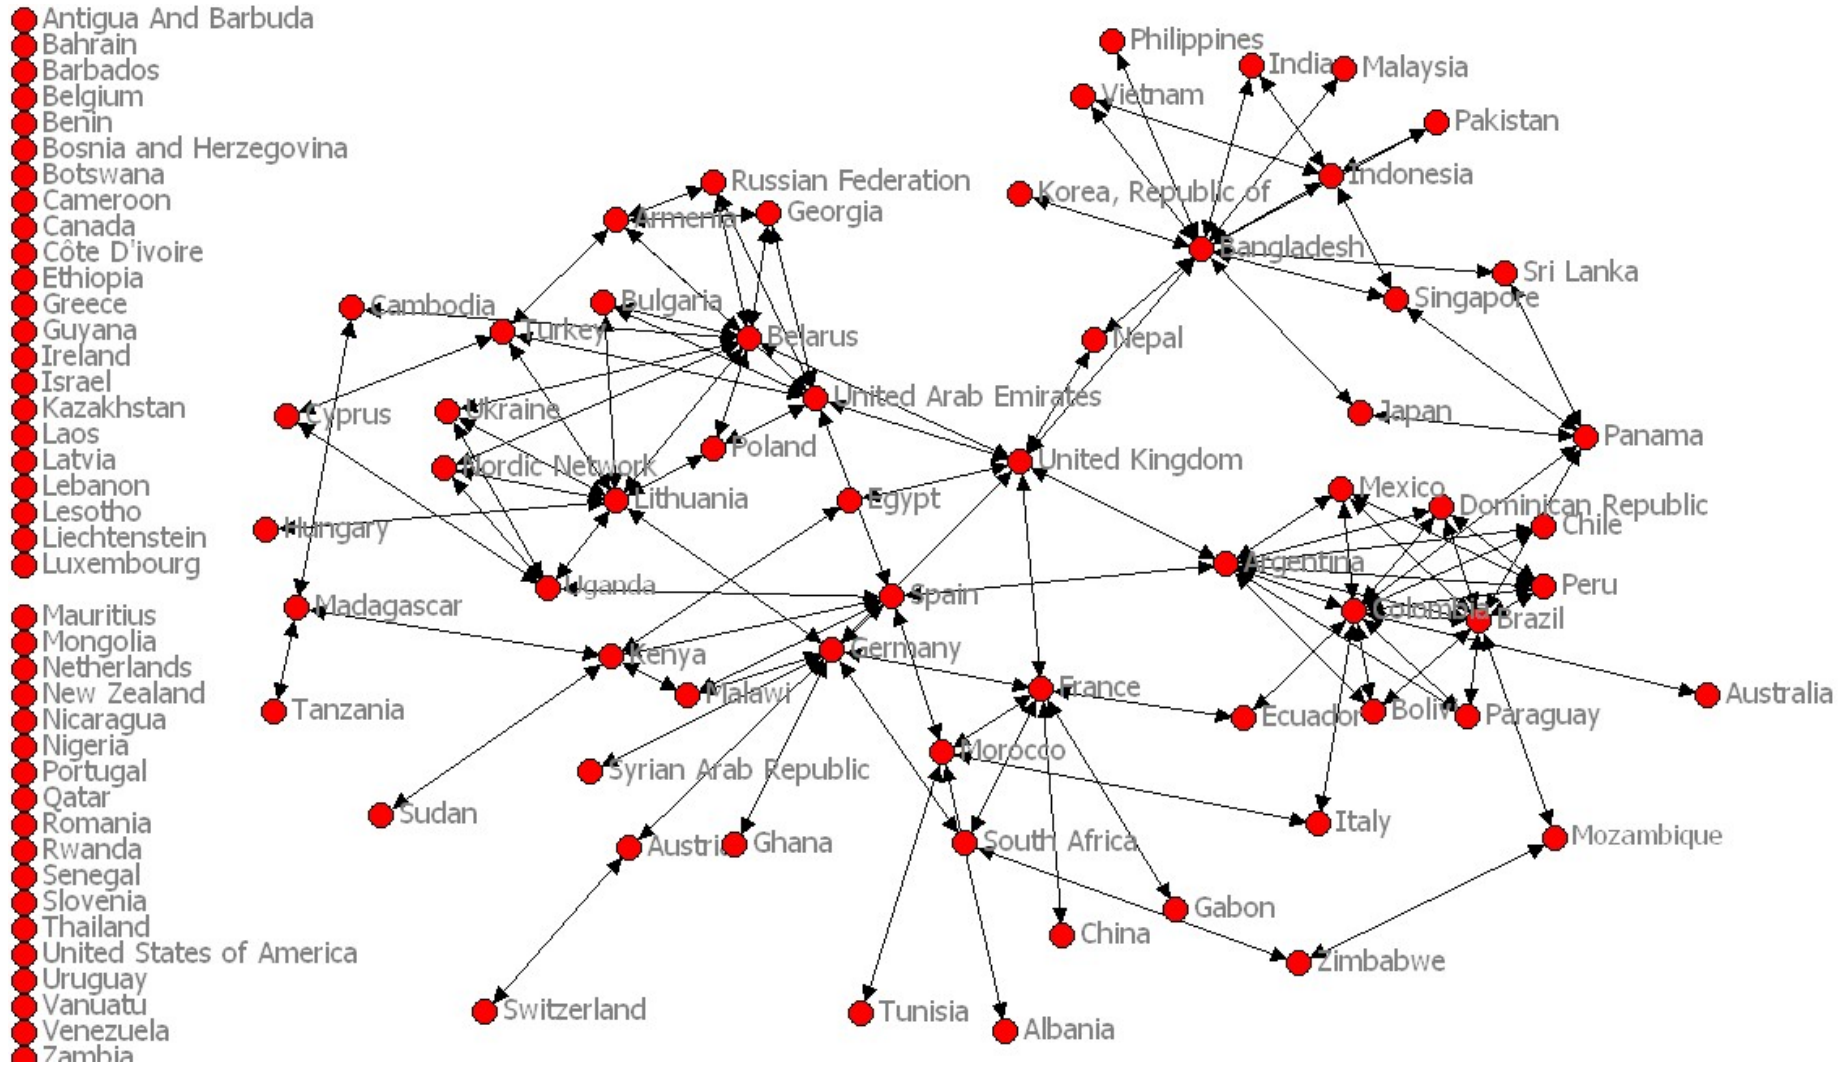 Antigua And Barbuda
Bahrain
Barbados
Belgium
Benin
Bosnia and Herzegovina
Botswana
Cameroon
Canada
Côte D'ivoire
Ethiopia
Greece
Guyana
Ireland
Israel
Kazakhstan
Laos
Latvia
Lebanon
Lesotho
Liechtenstein
Luxembourg
Mauritius
Mongolia
Netherlands
New Zealand
Nicaragua
Nigeria
Portugal
Qatar
Romania
Rwanda
Senegal
Slovenia
Thailand
United States of America
Uruguay
Vanuatu
Venezuela
Zambia
Philippines
India
Malaysia
Vietnam
Pakistan
Indonesia
Korea, Republic of
Bangladesh
Sri Lanka
Singapore
Nepal
Japan
Panama
Russian Federation
Armenia
Georgia
Cambodia
Bulgaria
Turkey
Belarus
United Arab Emirates
Cyprus
Ukraine
Poland
Nordic Network
Lithuania
Egypt
United Kingdom
Hungary
Uganda
Spain
Madagascar
Kenya
Germany
Malawi
France
Tanzania
Mexico
Dominican Republic
Chile
Argentina
Peru
Colombia
Brazil
Ecuador
Boliv
Paraguay
Australia
Morocco
Syrian Arab Republic
Sudan
Austria
Ghana
South Africa
Italy
Mozambique
Gabon
China
Zimbabwe
Switzerland
Tunisia
Albania